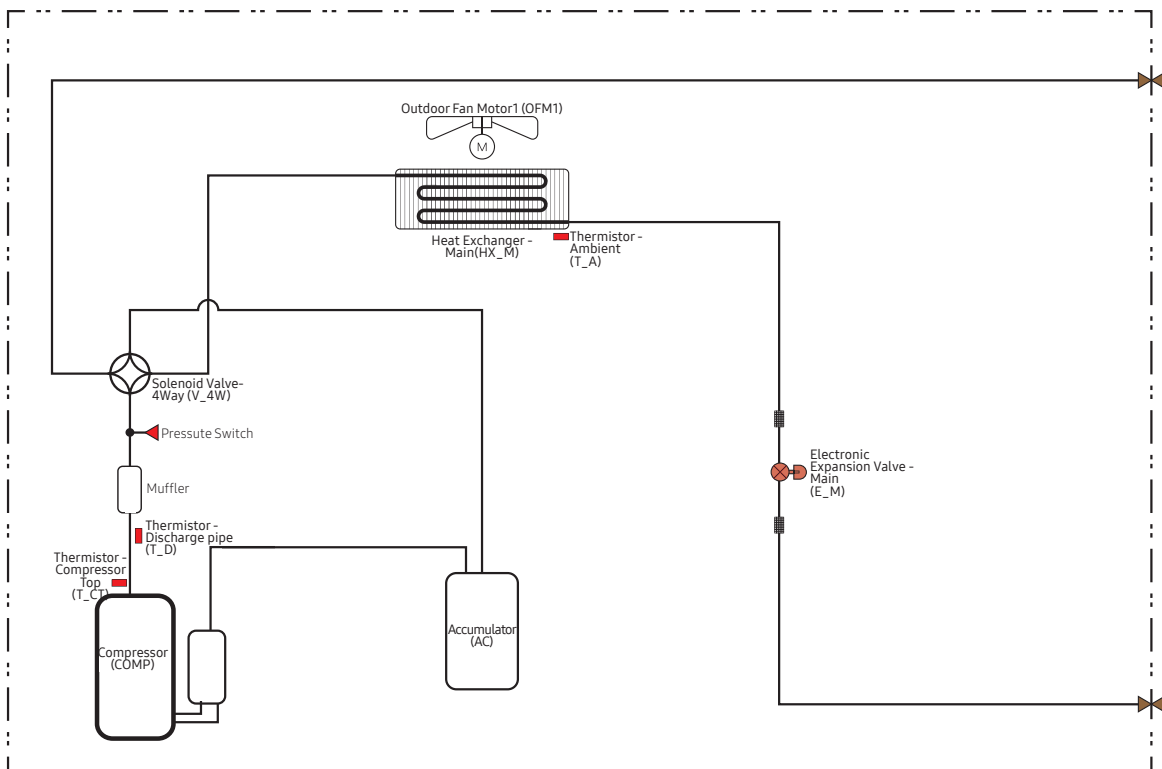 Outdoor Fan Motor1 (OFM1)
M
Heat Exchanger -
Main(HX_M)
Thermistor -
Ambient
(T_A)
Solenoid Valve-
4Way (V_4W)
Pressute Switch
Electronic
Expansion Valve -
Main
(E_M)
Muffler
Thermistor -
Discharge pipe
(T_D)
Thermistor -
Compressor
Top
(T_CT)
Compressor
(COMP)
Accumulator
(AC)